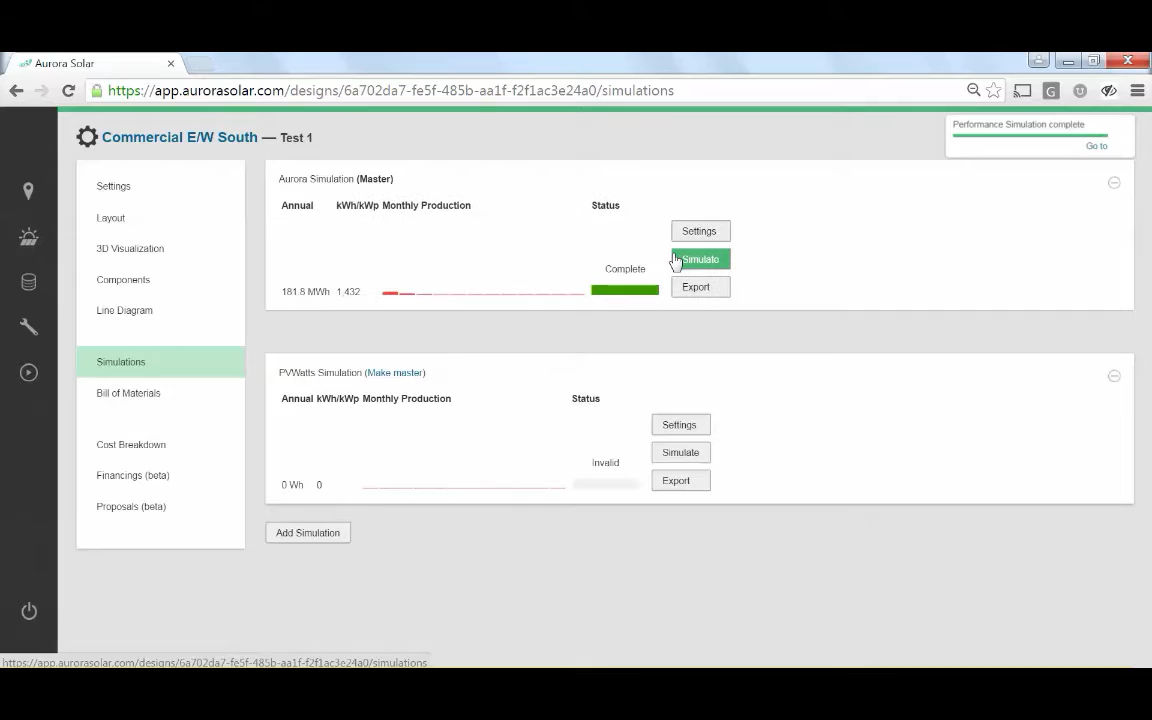 Aurora Solar
https://app.aurorasolar.com/designs/6a702da7-fe5f-485b-aa1f-f2f1ac3e24a0/simulations
Commercial E/W South — Test 1
Performance Simulation complete
Go to
Settings
Layout
3D Visualization
Components
Line Diagram
Simulations
Bill of Materials
Cost Breakdown
Financings (beta)
Proposals (beta)
Aurora Simulation (Master)
Annual kWh/kWp Monthly Production Status
Settings
Simulate
Complete
Export
181.8 MWh 1,432
PVWatts Simulation (Make master)
Annual kWh/kWp Monthly Production Status
Settings
Simulate
Invalid
Export
0 Wh 0
Add Simulation
https://app.aurorasolar.com/designs/6a702da7-fe5f-485b-aa1f-f2f1ac3e24a0/simulations